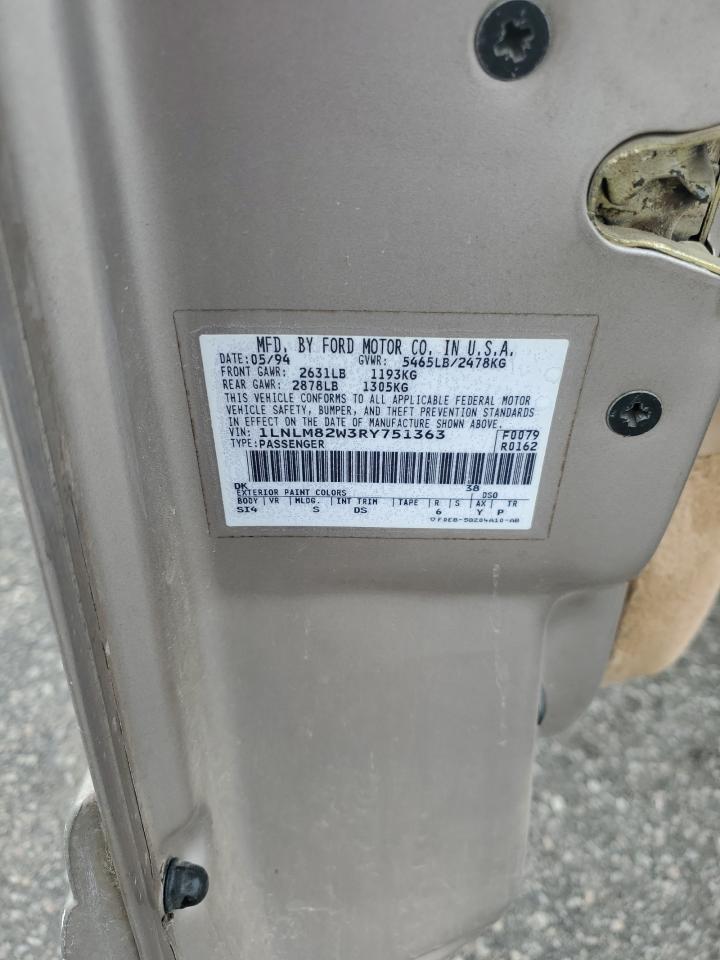 MFD. BY FORD MOTOR CO. IN U.S.A.
DATE: 05/94 GVWR: 5465LB/2478KG
FRONT GAWR: 2631LB 1193KG
REAR GAWR: 2878LB 1305KG
THIS VEHICLE CONFORMS TO ALL APPLICABLE FEDERAL MOTOR
VEHICLE SAFETY, BUMPER, AND THEFT PREVENTION STANDARDS
IN EFFECT ON THE DATE OF MANUFACTURE SHOWN ABOVE.
VIN: 1LNLM82W3RY751363 F0079
TYPE: PASSENGER R0162
DK 38
EXTERIOR PAINT COLORS DSO
BODY VR MLDG. INT TRIM TAPE R S AX TR
SI4 S DS 6 Y P
▽F0EB-50204A10-AB